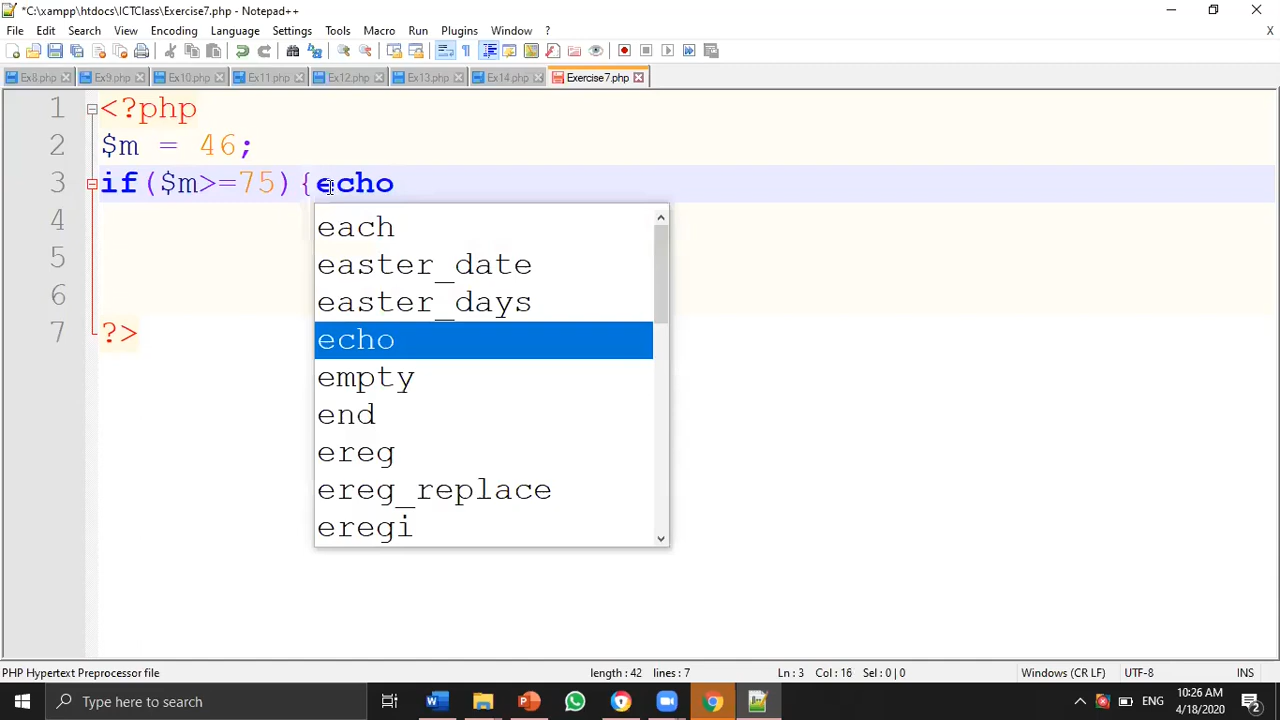 *C:\xampp\htdocs\ICTClass\Exercise7.php - Notepad++
File Edit Search View Encoding Language Settings Tools Macro Run Plugins Window ? X
Ex8.php Ex9.php Ex10.php Ex11.php Ex12.php Ex13.php Ex14.php Exercise7.php
1 <?php
2 $m = 46;
3 if($m>=75){echo
4
5
6
7 ?>
each
easter_date
easter_days
echo
empty
end
ereg
ereg_replace
eregi
PHP Hypertext Preprocessor file length : 42 lines : 7 Ln : 3 Col : 16 Sel : 0 | 0 Windows (CR LF) UTF-8 INS
Type here to search ENG 10:26 AM
4/18/2020 2